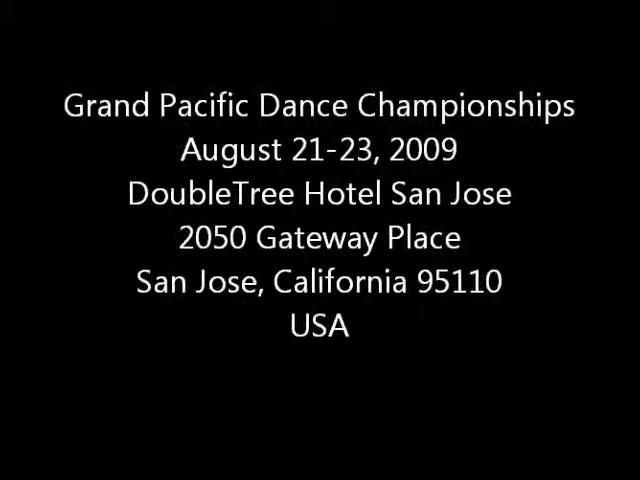 Grand Pacific Dance Championships
August 21-23, 2009
DoubleTree Hotel San Jose
2050 Gateway Place
San Jose, California 95110
USA